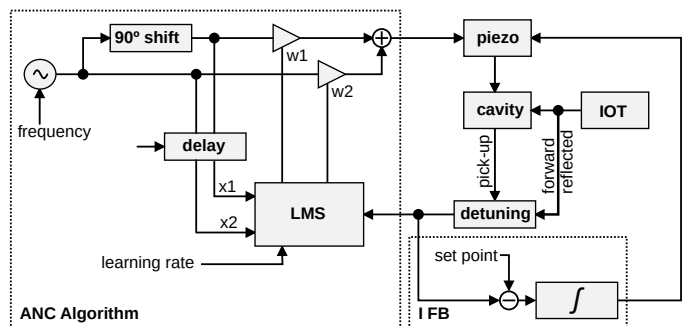 90º shift
piezo
w1
w2
frequency
cavity
IOT
delay
pick-up
forward
reflected
x1
LMS
detuning
x2
set point
learning rate
∫
ANC Algorithm
I FB